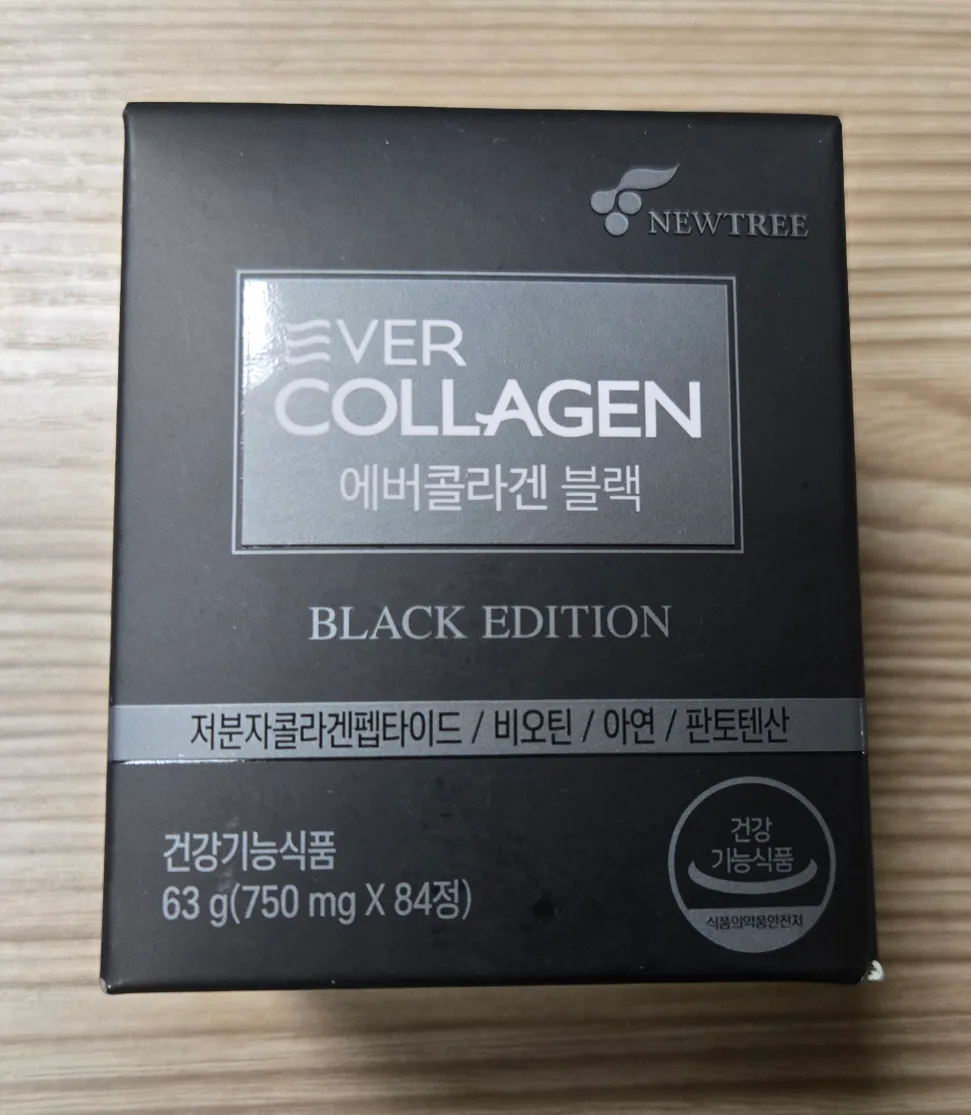 NEWTREE
EVER
COLLAGEN
에버콜라겐 블랙
BLACK EDITION
저분자콜라겐펩타이드 / 비오틴 / 아연 / 판토텐산
건강기능식품
63 g(750 mg X 84정)
건강
기능식품
식품의약품안전처